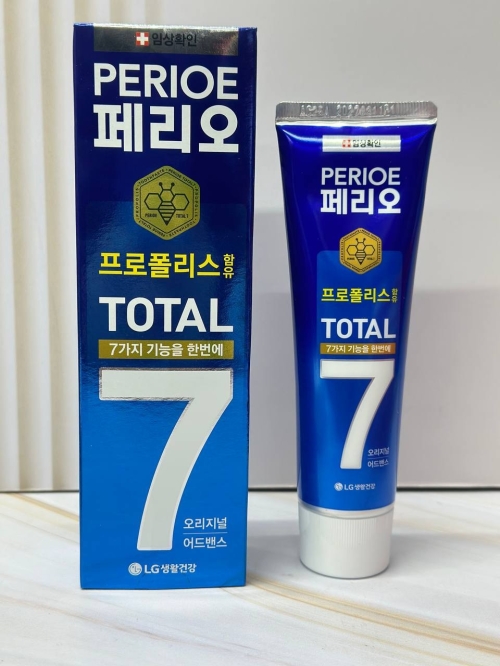 임상확인
PERIOE
페리오
PERIOE
TOTAL 7
프로폴리스 함유
TOTAL
7가지 기능을 한번에
7
오리지널
어드밴스
LG생활건강
임상확인
PERIOE
페리오
프로폴리스 함유
TOTAL
7가지 기능을 한번에
7
오리지널
어드밴스
LG생활건강